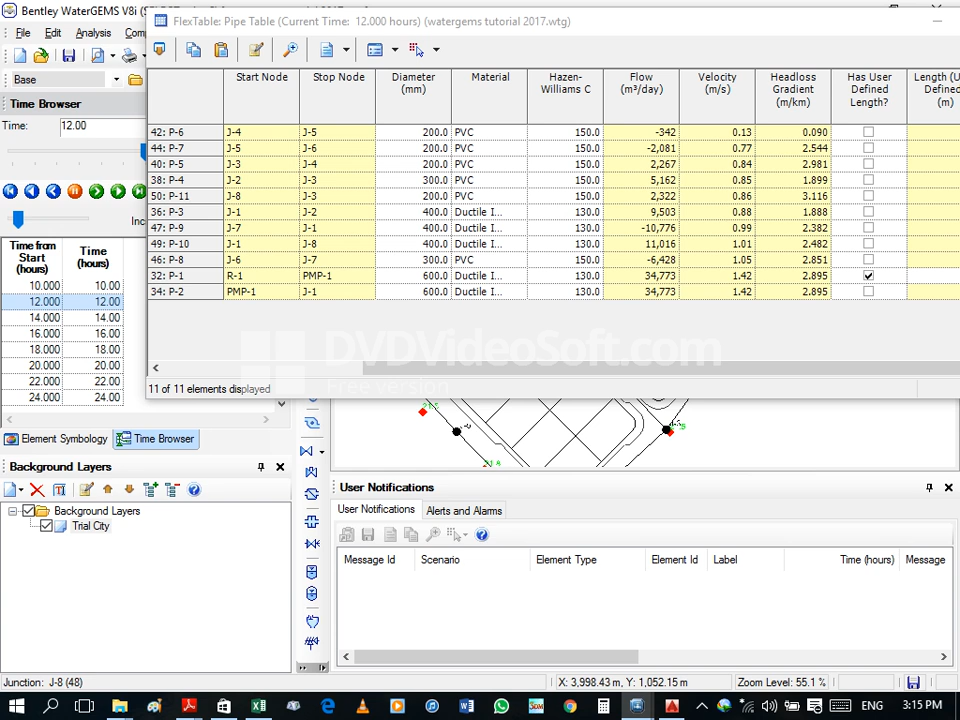 Bentley WaterGEMS V8i
FlexTable: Pipe Table (Current Time: 12.000 hours) (watergems tutorial 2017.wtg)
File Edit Analysis
Base
Time Browser
Time: 12.00
Time from Start (hours) Time (hours)
10.000 10.00
12.000 12.00
14.000 14.00
16.000 16.00
18.000 18.00
20.000 20.00
22.000 22.00
24.000 24.00
Start Node Stop Node Diameter (mm) Material Hazen-Williams C Flow (m³/day) Velocity (m/s) Headloss Gradient (m/km) Has User Defined Length? Length (U Defined (m)
42: P-6 J-4 J-5 200.0 PVC 150.0 -342 0.13 0.090
44: P-7 J-5 J-6 200.0 PVC 150.0 -2,081 0.77 2.544
40: P-5 J-3 J-4 200.0 PVC 150.0 2,267 0.84 2.981
38: P-4 J-2 J-3 300.0 PVC 150.0 5,162 0.85 1.899
50: P-11 J-8 J-3 200.0 PVC 150.0 2,322 0.86 3.116
36: P-3 J-1 J-2 400.0 Ductile I... 130.0 9,503 0.88 1.888
47: P-9 J-7 J-1 400.0 Ductile I... 130.0 -10,776 0.99 2.382
49: P-10 J-1 J-8 400.0 Ductile I... 130.0 11,016 1.01 2.482
46: P-8 J-6 J-7 300.0 PVC 150.0 -6,428 1.05 2.851
32: P-1 R-1 PMP-1 600.0 Ductile I... 130.0 34,773 1.42 2.895
34: P-2 PMP-1 J-1 600.0 Ductile I... 130.0 34,773 1.42 2.895
DVDVideoSoft.com
Free version
11 of 11 elements displayed
Element Symbology Time Browser
Background Layers
Background Layers
Trial City
User Notifications
User Notifications Alerts and Alarms
Message Id Scenario Element Type Element Id Label Time (hours) Message
Junction: J-8 (48) X: 3,998.43 m, Y: 1,052.15 m Zoom Level: 55.1 %
ENG 3:15 PM